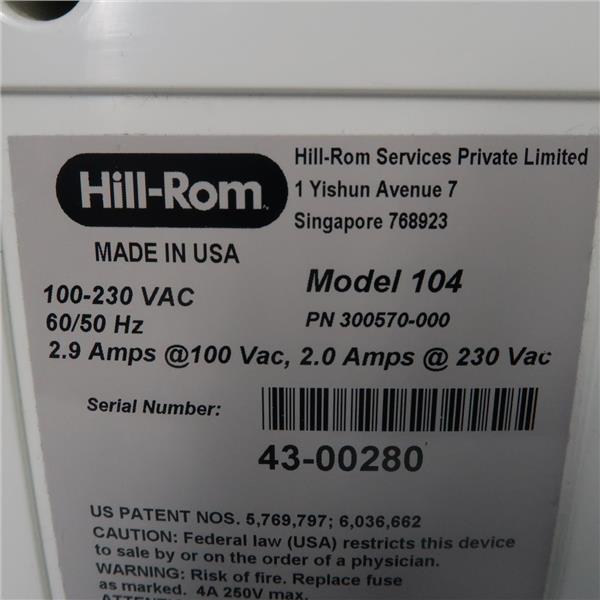 Hill-Rom
Hill-Rom Services Private Limited
1 Yishun Avenue 7
Singapore 768923
MADE IN USA
Model 104
100-230 VAC
60/50 Hz
PN 300570-000
2.9 Amps @100 Vac, 2.0 Amps @ 230 Vac
Serial Number:
43-00280
US PATENT NOS. 5,769,797; 6,036,662
CAUTION: Federal law (USA) restricts this device
to sale by or on the order of a physician.
WARNING: Risk of fire. Replace fuse
as marked. 4A 250V max.